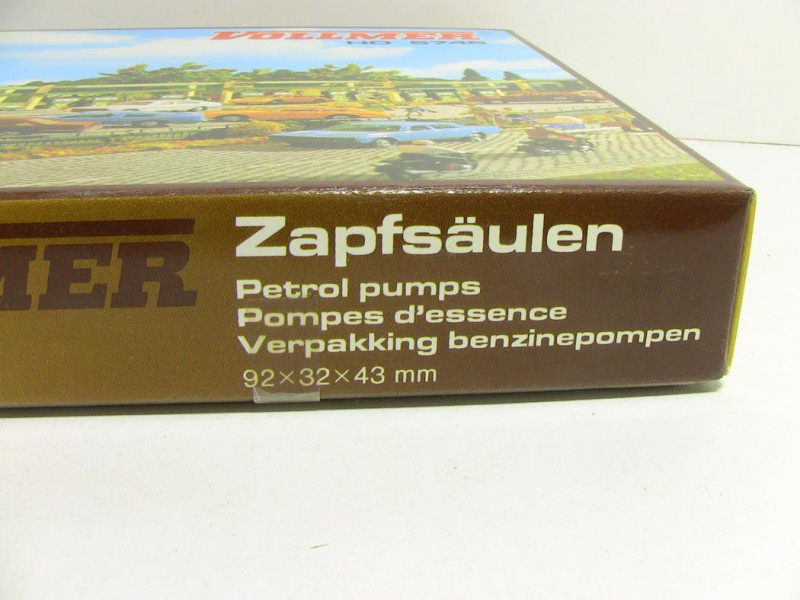 VOLLMER
HO 5745
MER
Zapfsäulen
Petrol pumps
Pompes d'essence
Verpakking benzinepompen
92×32×43 mm